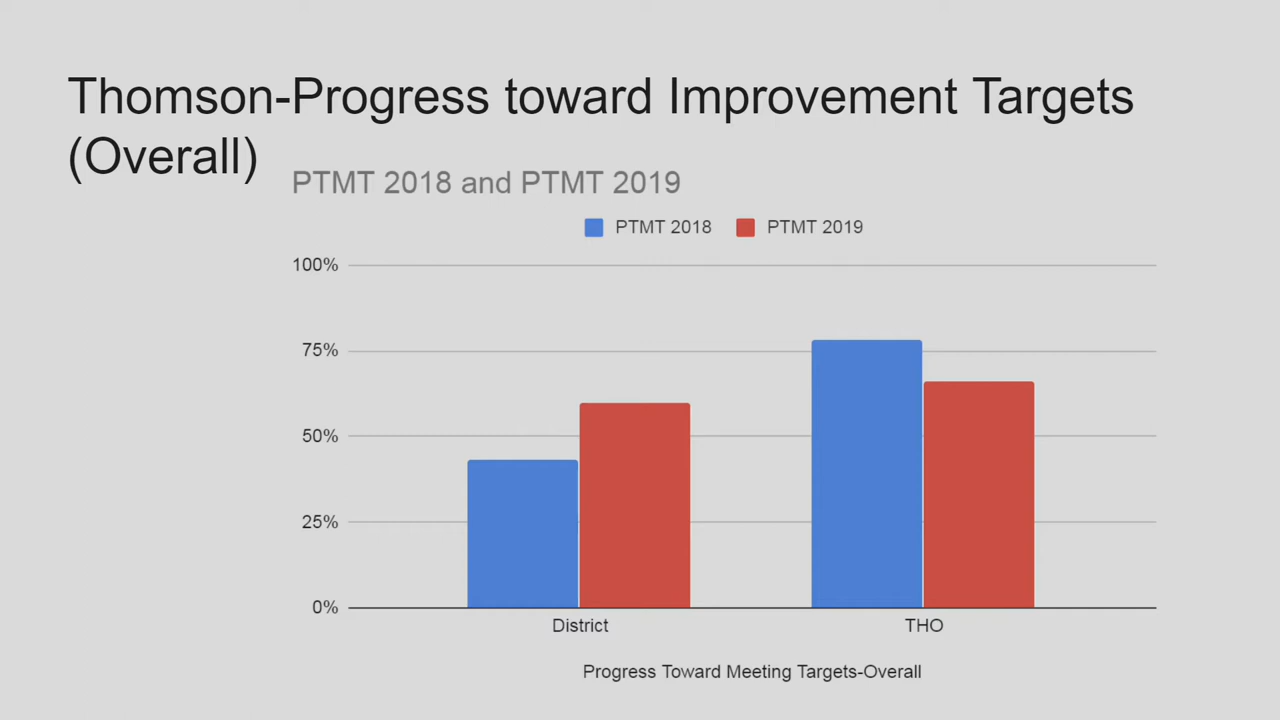 Thomson-Progress toward Improvement Targets
(Overall)
PTMT 2018 and PTMT 2019
PTMT 2018 PTMT 2019
100%
75%
50%
25%
0%
District THO
Progress Toward Meeting Targets-Overall